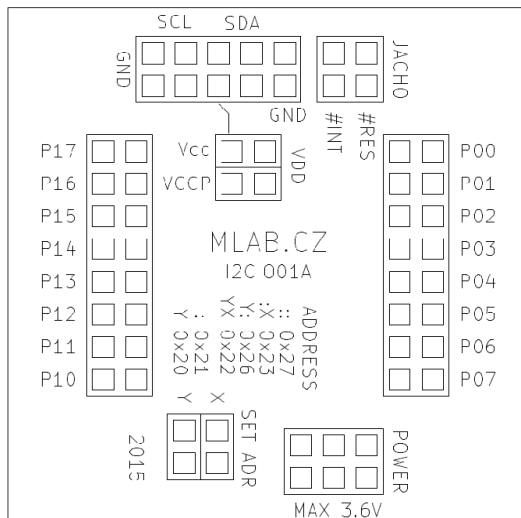 SCL SDA
GND
GND
JACHO
#INT
#RES
Vcc
VCCP
VDD
P17
P16
P15
P14
P13
P12
P11
P10
P00
P01
P02
P03
P04
P05
P06
P07
MLAB.CZ
I2C 001A
ADDRESS
:: 0x27
::X 0x23
Y: 0x26
YX 0x22
: : 0x21
Y 0x20
Y X
SET ADR
2015
POWER
MAX 3.6V